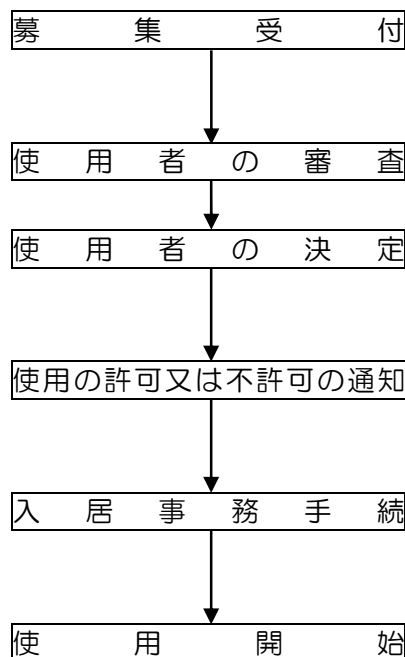 募集受付
使用者の審査
使用者の決定
使用の許可又は不許可の通知
入居事務手続
使用開始